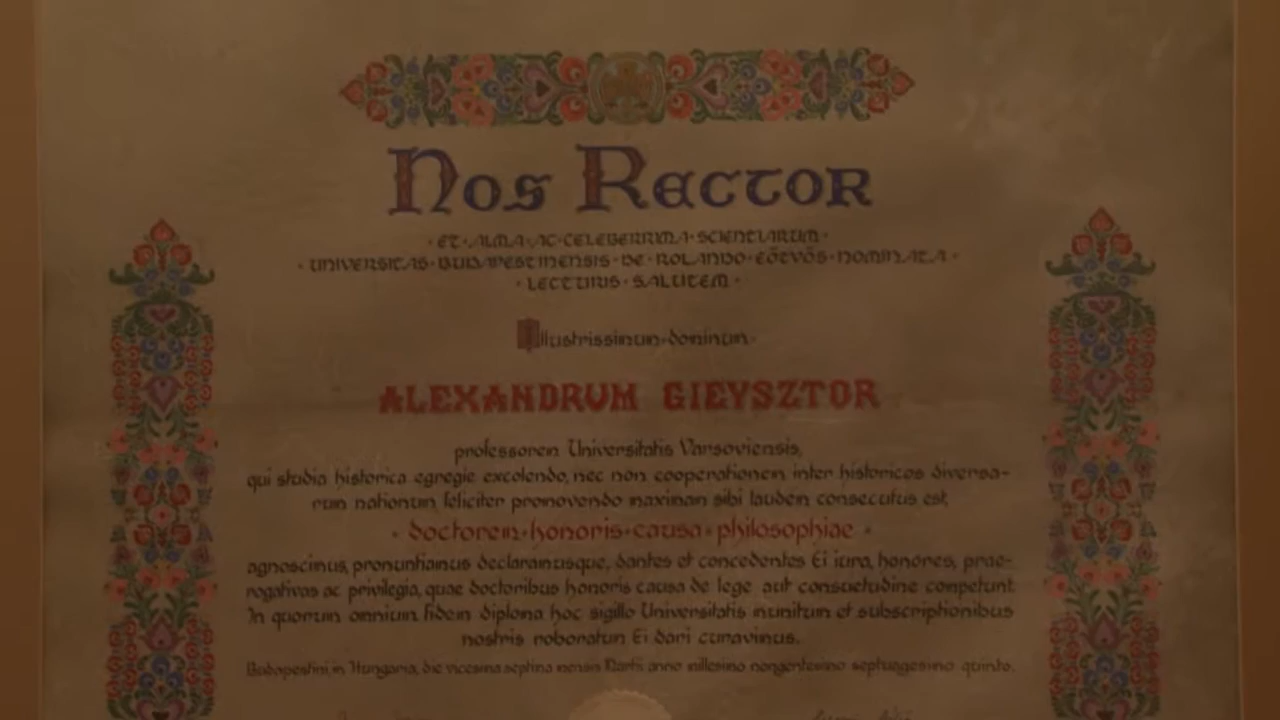 Nos Rector
· ET · ALMA · AC · CELEBERRIMA · SCIENTIARUM ·
· UNIVERSITAS · BUDAPESTINENSIS · DE · ROLANDO · EÖTVÖS · NOMINATA ·
· LECTURIS · SALUTEM ·
Illustrissimum · dominum ·
ALEXANDRUM GIEYSZTOR
professorem Universitatis Varsoviensis,
qui studia historica egregie excolendo, nec non cooperationem inter historicos diversa-
rum nationum feliciter promovendo maximam sibi laudem consecutus est,
· doctorem · honoris · causa · philosophiae ·
agnoscimus, pronuntiamus declaramusque, dantes et concedentes Ei iura, honores, prae-
rogativas ac privilegia, quae doctoribus honoris causa de lege aut consuetudine competunt
In quorum omnium fidem diploma hoc sigillo Universitatis munitum et subscriptionibus
nostris roboratum Ei dari curavimus.
Budapestini in Hungaria, die vicesima septima mensis Martii anno millesimo nongentesimo septuagesimo quinto.